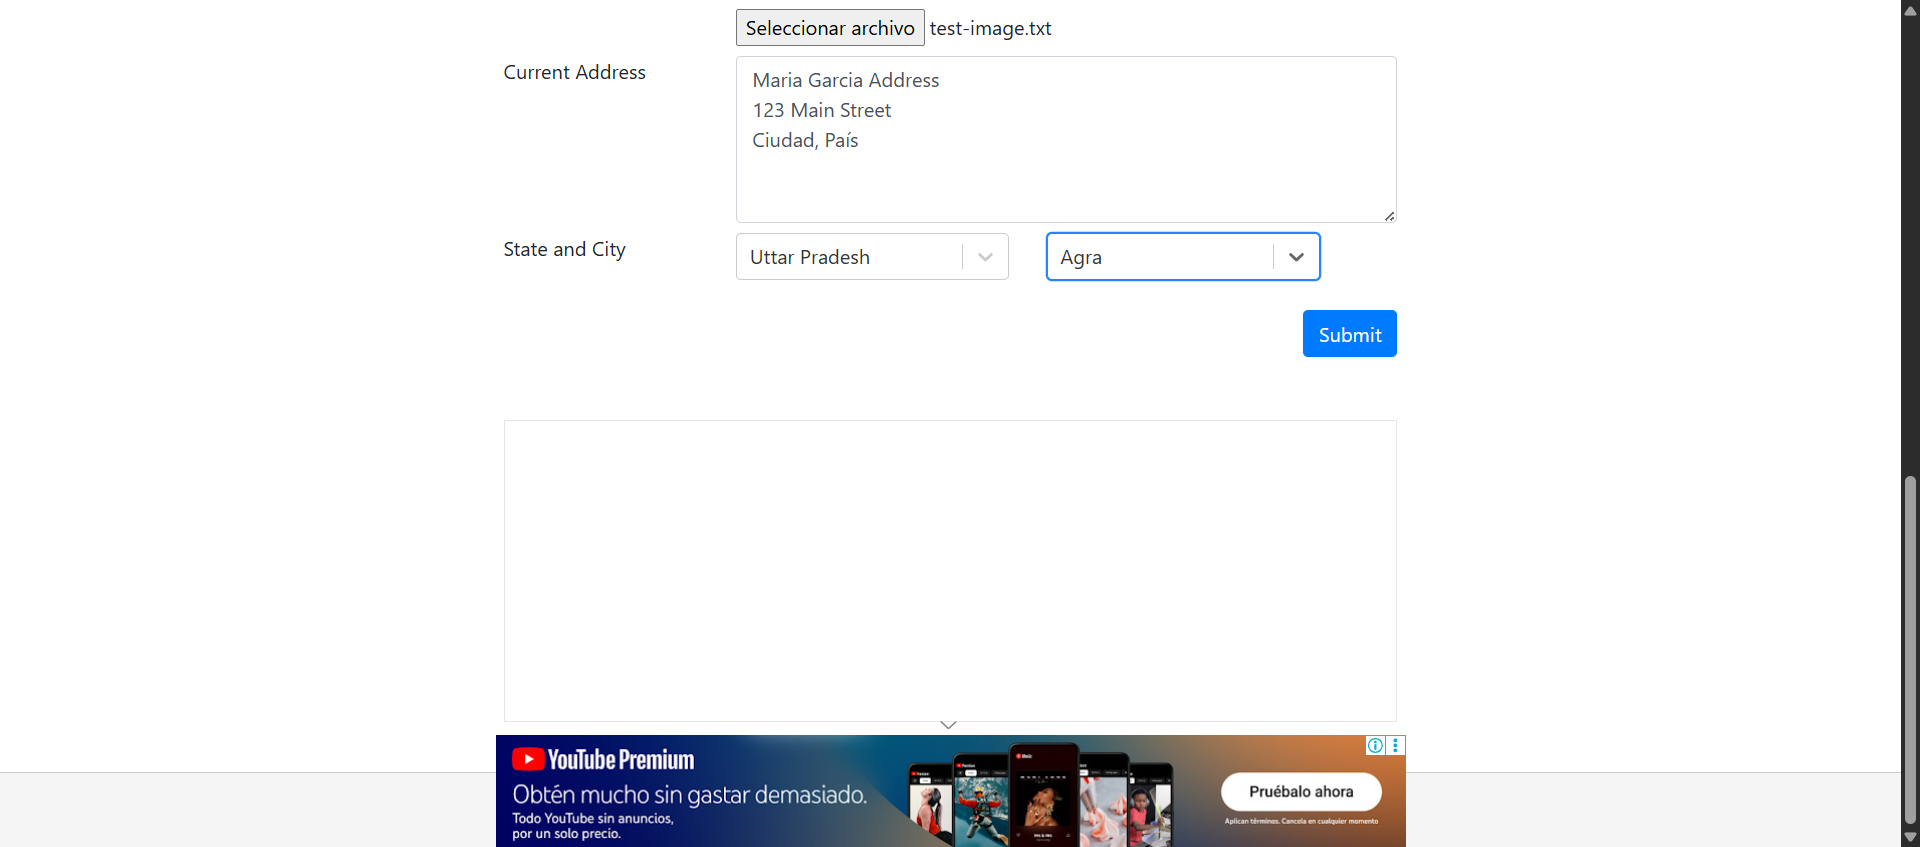 Seleccionar archivo test-image.txt
Current Address
Maria Garcia Address
123 Main Street
Ciudad, País
State and City
Uttar Pradesh
Agra
Submit
YouTube Premium
Obtén mucho sin gastar demasiado.
Todo YouTube sin anuncios,
por un solo precio.
Pruébalo ahora
Aplican términos. Cancela en cualquier momento